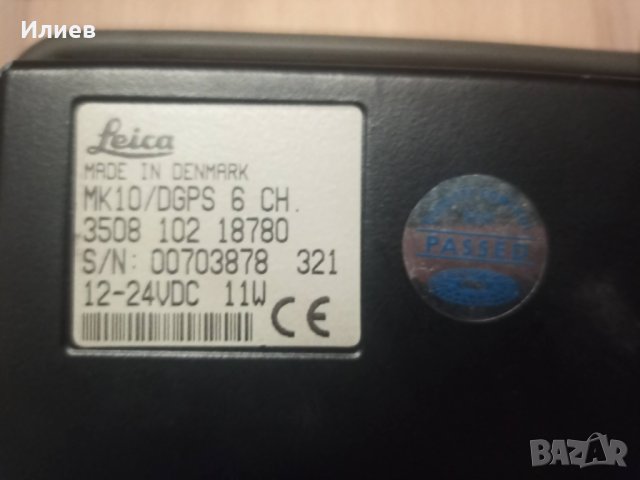 Илиев
Leica
MADE IN DENMARK
MK10/DGPS 6 CH.
3508 102 18780
S/N: 00703878 321
12-24VDC 11W
CE
PASSED
BAZAR